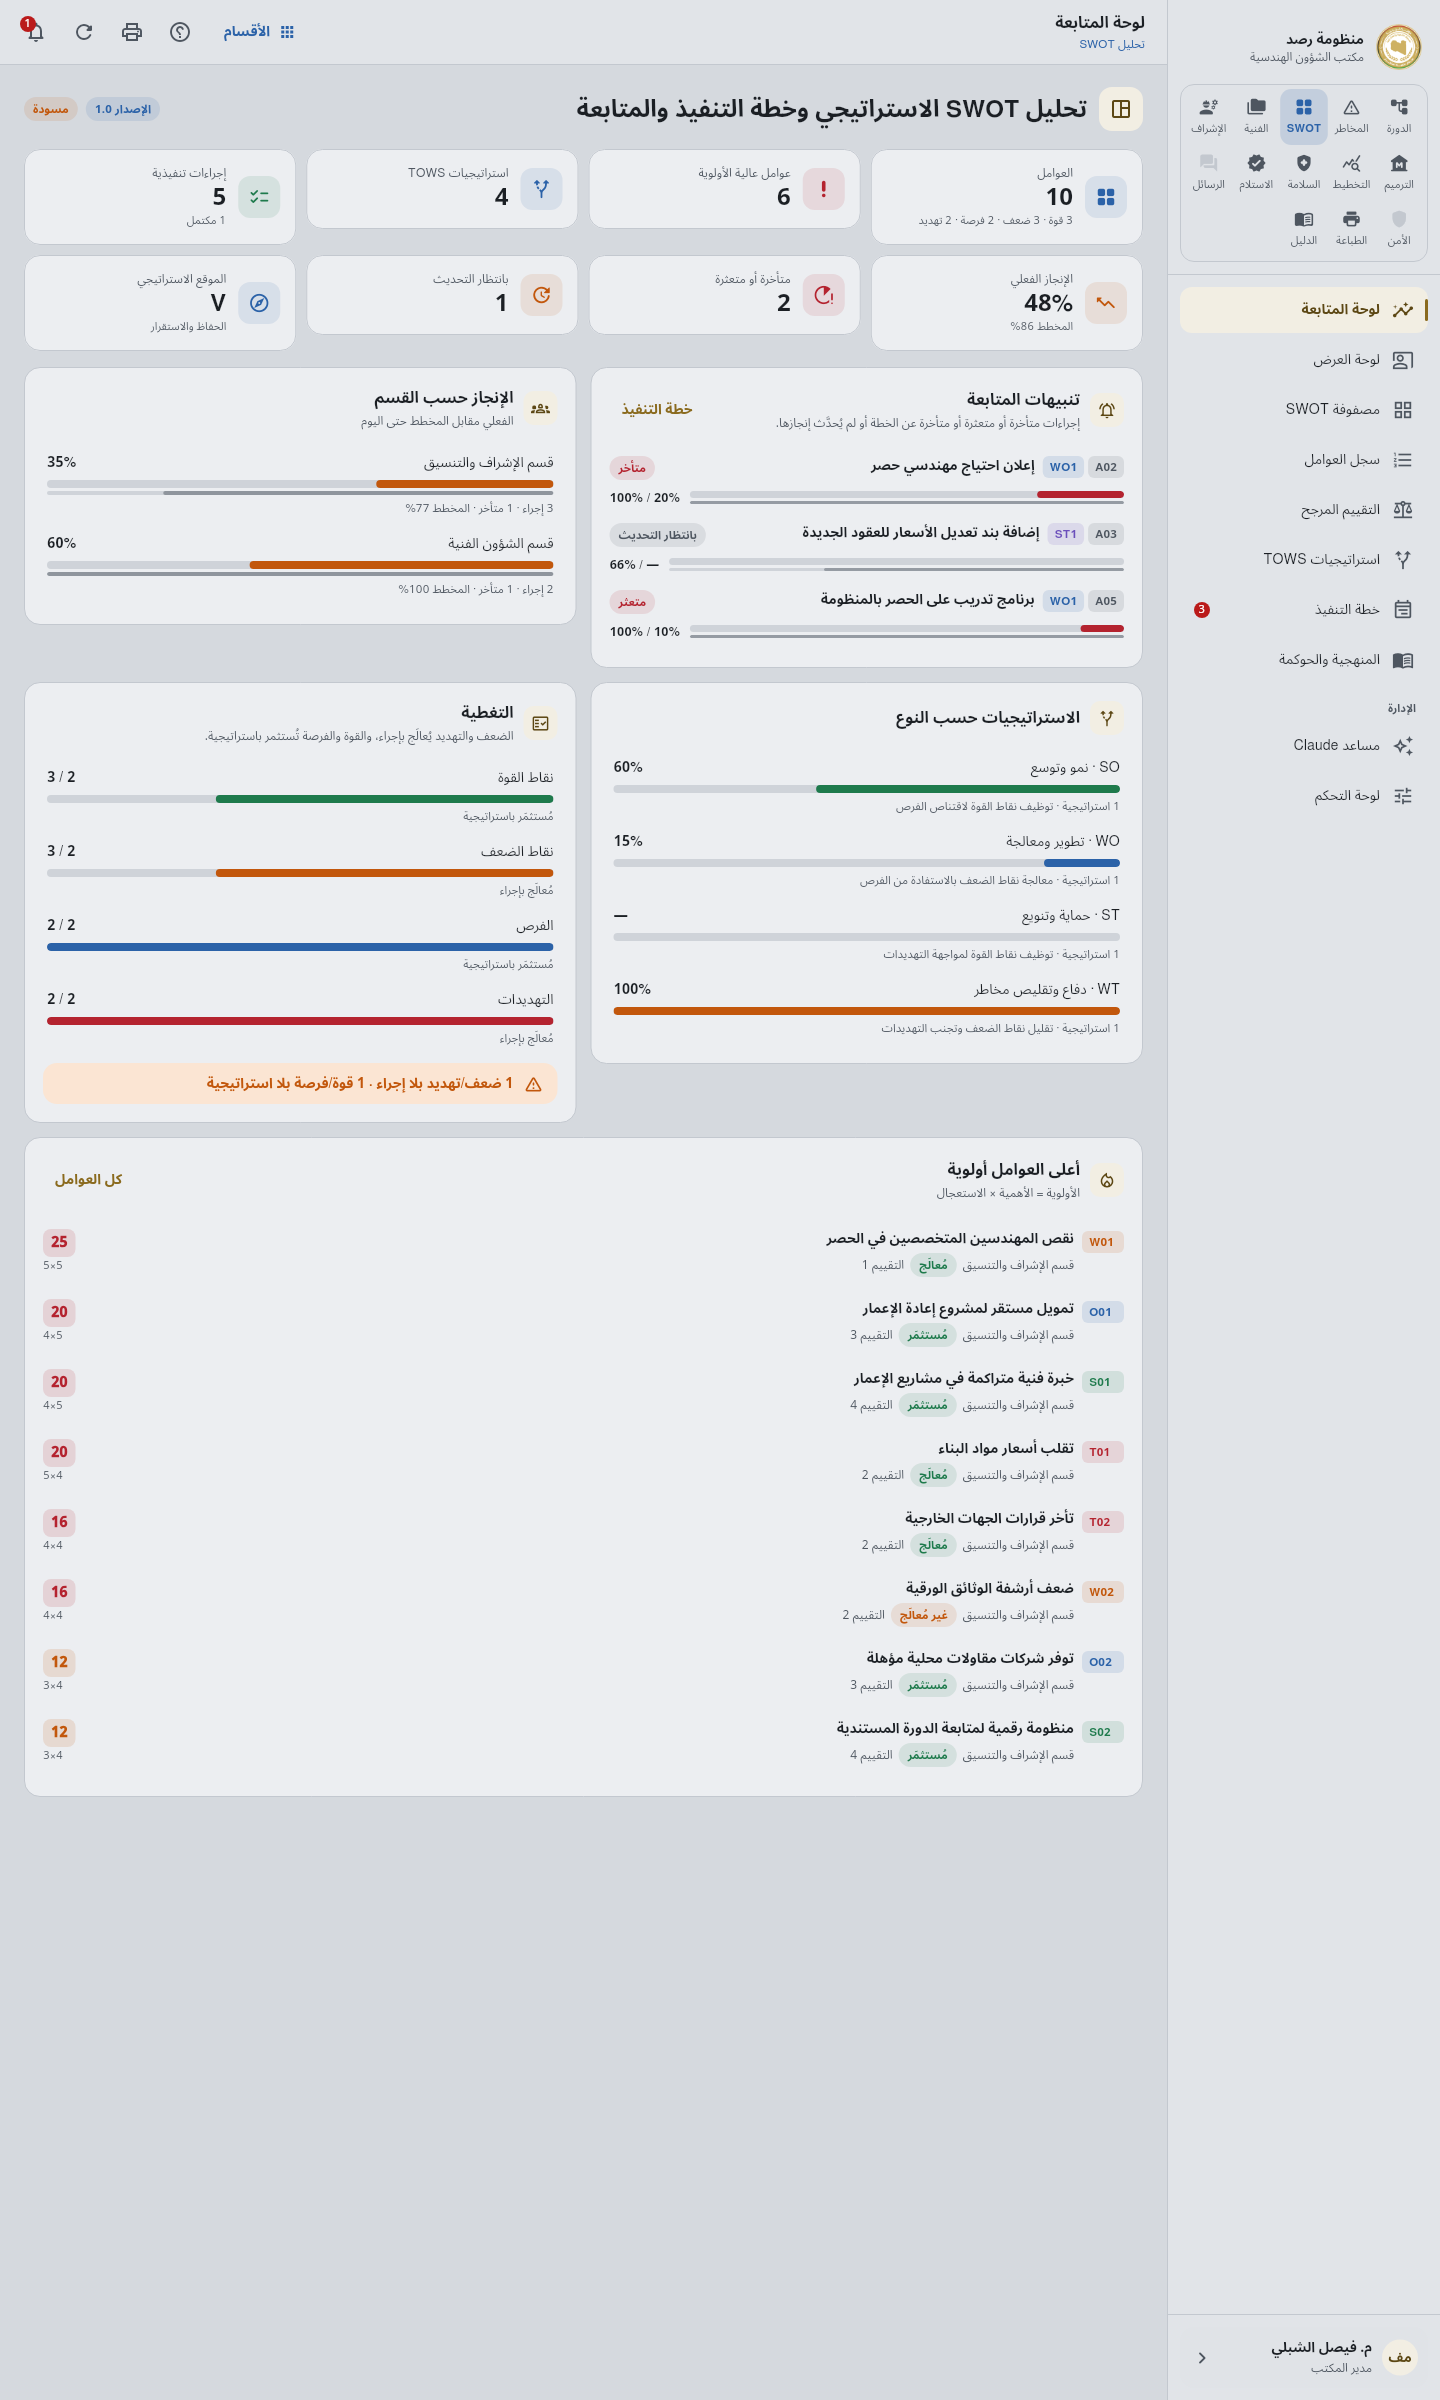 منظومة رصد
مكتب الشؤون الهندسية
الدورة
المخاطر
SWOT
الفنية
الإشراف
الترميم
التخطيط
السلامة
الاستلام
الرسائل
الأمن
الطباعة
الدليل
لوحة المتابعة
لوحة العرض
مصفوفة SWOT
سجل العوامل
التقييم المرجح
استراتيجيات TOWS
خطة التنفيذ 3
المنهجية والحوكمة
الإدارة
مساعد Claude
لوحة التحكم
م. فيصل الشبلي
مدير المكتب
مف
لوحة المتابعة
تحليل SWOT
الأقسام
1
تحليل SWOT الاستراتيجي وخطة التنفيذ والمتابعة
الإصدار 1.0
مسودة
العوامل
10
3 قوة · 3 ضعف · 2 فرصة · 2 تهديد
عوامل عالية الأولوية
6
استراتيجيات TOWS
4
إجراءات تنفيذية
5
1 مكتمل
الإنجاز الفعلي
48%
المخطط 86%
متأخرة أو متعثرة
2
بانتظار التحديث
1
الموقع الاستراتيجي
V
الحفاظ والاستقرار
تنبيهات المتابعة
إجراءات متأخرة أو متعثرة أو متأخرة عن الخطة أو لم يُحدَّث إنجازها.
خطة التنفيذ
A02 WO1 إعلان احتياج مهندسي حصر متأخر
100% / 20%
A03 ST1 إضافة بند تعديل الأسعار للعقود الجديدة بانتظار التحديث
66% / —
A05 WO1 برنامج تدريب على الحصر بالمنظومة متعثر
100% / 10%
الإنجاز حسب القسم
الفعلي مقابل المخطط حتى اليوم
قسم الإشراف والتنسيق 35%
3 إجراء · 1 متأخر · المخطط 77%
قسم الشؤون الفنية 60%
2 إجراء · 1 متأخر · المخطط 100%
الاستراتيجيات حسب النوع
SO · نمو وتوسع 60%
1 استراتيجية · توظيف نقاط القوة لاقتناص الفرص
WO · تطوير ومعالجة 15%
1 استراتيجية · معالجة نقاط الضعف بالاستفادة من الفرص
ST · حماية وتنويع —
1 استراتيجية · توظيف نقاط القوة لمواجهة التهديدات
WT · دفاع وتقليص مخاطر 100%
1 استراتيجية · تقليل نقاط الضعف وتجنب التهديدات
التغطية
الضعف والتهديد يُعالَج بإجراء، والقوة والفرصة تُستثمر باستراتيجية.
نقاط القوة 3 / 2
مُستثمَر باستراتيجية
نقاط الضعف 3 / 2
مُعالَج بإجراء
الفرص 2 / 2
مُستثمَر باستراتيجية
التهديدات 2 / 2
مُعالَج بإجراء
1 ضعف/تهديد بلا إجراء · 1 قوة/فرصة بلا استراتيجية
أعلى العوامل أولوية
الأولوية = الأهمية × الاستعجال
كل العوامل
W01 نقص المهندسين المتخصصين في الحصر 25
قسم الإشراف والتنسيق مُعالَج التقييم 1 5×5
O01 تمويل مستقر لمشروع إعادة الإعمار 20
قسم الإشراف والتنسيق مُستثمَر التقييم 3 4×5
S01 خبرة فنية متراكمة في مشاريع الإعمار 20
قسم الإشراف والتنسيق مُستثمَر التقييم 4 4×5
T01 تقلب أسعار مواد البناء 20
قسم الإشراف والتنسيق مُعالَج التقييم 2 5×4
T02 تأخر قرارات الجهات الخارجية 16
قسم الإشراف والتنسيق مُعالَج التقييم 2 4×4
W02 ضعف أرشفة الوثائق الورقية 16
قسم الإشراف والتنسيق غير مُعالَج التقييم 2 4×4
O02 توفر شركات مقاولات محلية مؤهلة 12
قسم الإشراف والتنسيق مُستثمَر التقييم 3 3×4
S02 منظومة رقمية لمتابعة الدورة المستندية 12
قسم الإشراف والتنسيق مُستثمَر التقييم 4 3×4